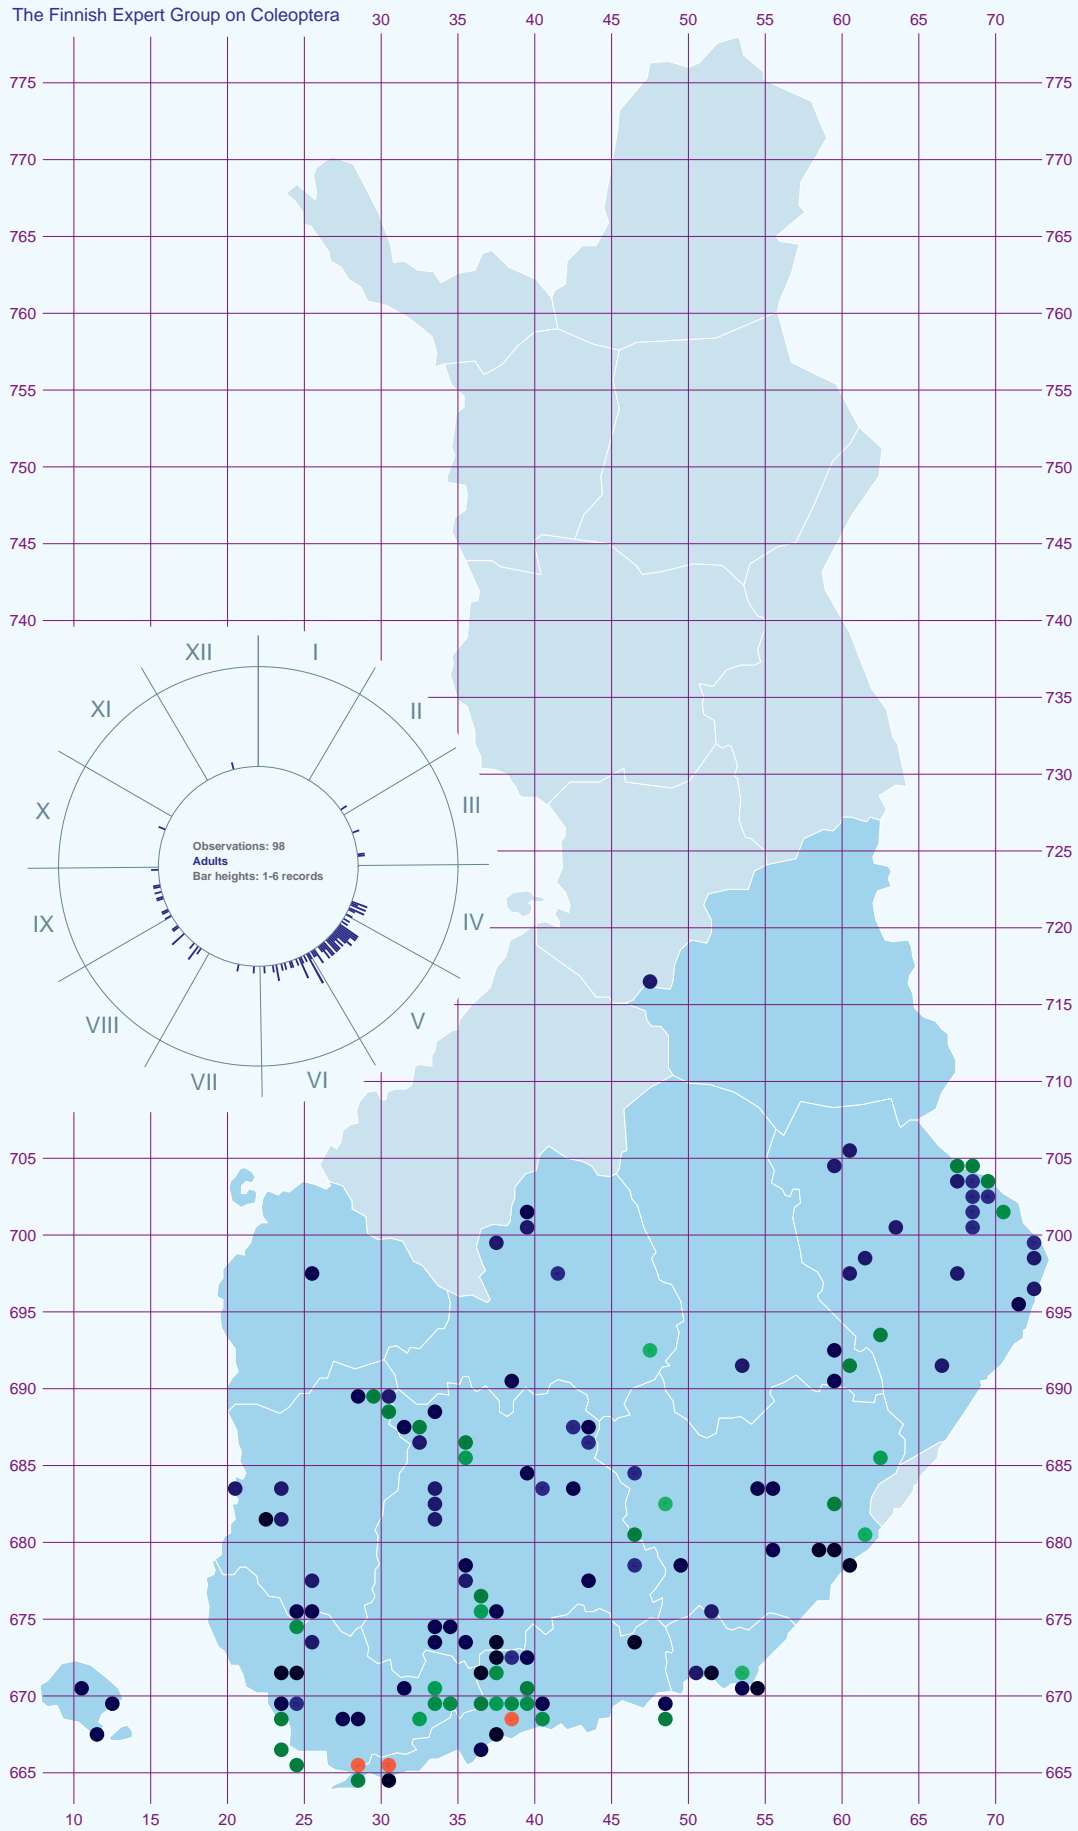 The Finnish Expert Group on Coleoptera
30 35 40 45 50 55 60 65 70
775 775
770 770
765 765
760 760
755 755
750 750
745 745
740 740
XII I
XI II
735
730
X III
725
Observations: 98
Adults
Bar heights: 1-6 records
IX IV
720
VIII V
715
VII VI
710
705 705
700 700
695 695
690 690
685 685
680 680
675 675
670 670
665 665
10 15 20 25 30 35 40 45 50 55 60 65 70